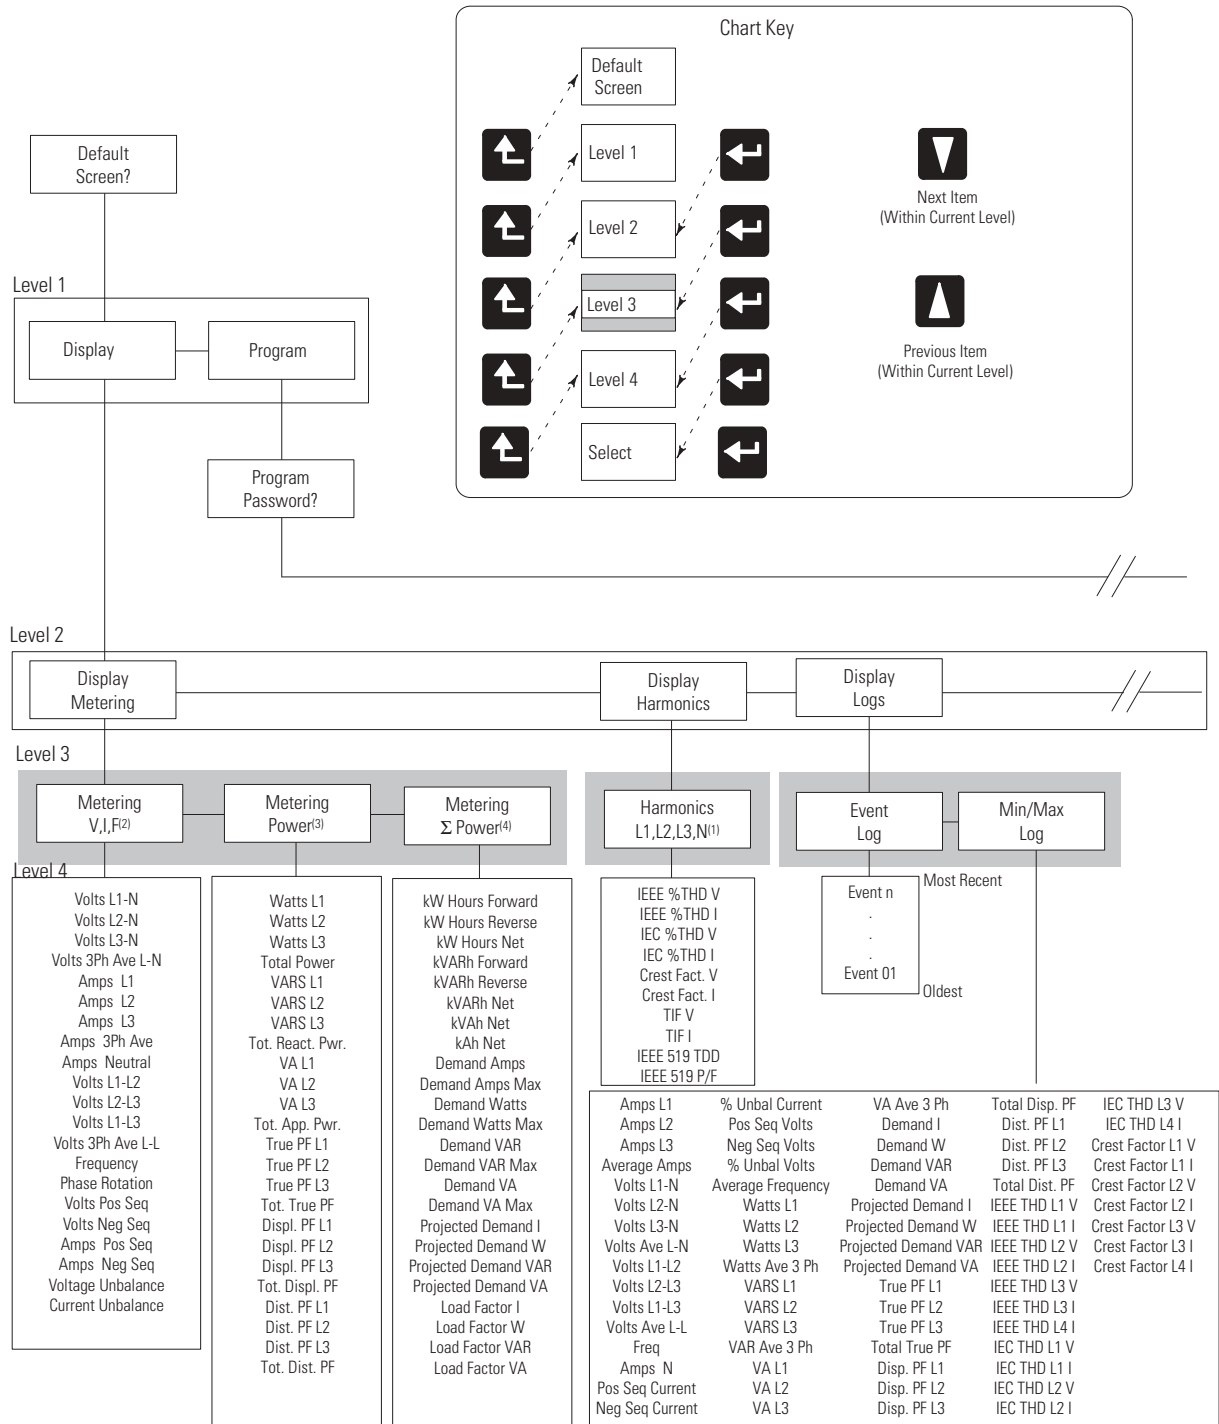 Chart Key
Default
Screen
Level 1
Level 2
Level 3
Level 4
Select
Next Item
(Within Current Level)
Previous Item
(Within Current Level)
Default
Screen?
Level 1
Display
Program
Program
Password?
Level 2
Display
Metering
Display
Harmonics
Display
Logs
Level 3
Metering
V,I,F(2)
Metering
Power(3)
Metering
Σ Power(4)
Harmonics
L1,L2,L3,N(1)
Event
Log
Min/Max
Log
Level 4
Volts L1-N
Volts L2-N
Volts L3-N
Volts 3Ph Ave L-N
Amps L1
Amps L2
Amps L3
Amps 3Ph Ave
Amps Neutral
Volts L1-L2
Volts L2-L3
Volts L1-L3
Volts 3Ph Ave L-L
Frequency
Phase Rotation
Volts Pos Seq
Volts Neg Seq
Amps Pos Seq
Amps Neg Seq
Voltage Unbalance
Current Unbalance
Watts L1
Watts L2
Watts L3
Total Power
VARS L1
VARS L2
VARS L3
Tot. React. Pwr.
VA L1
VA L2
VA L3
Tot. App. Pwr.
True PF L1
True PF L2
True PF L3
Tot. True PF
Displ. PF L1
Displ. PF L2
Displ. PF L3
Tot. Displ. PF
Dist. PF L1
Dist. PF L2
Dist. PF L3
Tot. Dist. PF
kW Hours Forward
kW Hours Reverse
kW Hours Net
kVARh Forward
kVARh Reverse
kVARh Net
kVAh Net
kAh Net
Demand Amps
Demand Amps Max
Demand Watts
Demand Watts Max
Demand VAR
Demand VAR Max
Demand VA
Demand VA Max
Projected Demand I
Projected Demand W
Projected Demand VAR
Projected Demand VA
Load Factor I
Load Factor W
Load Factor VAR
Load Factor VA
IEEE %THD V
IEEE %THD I
IEC %THD V
IEC %THD I
Crest Fact. V
Crest Fact. I
TIF V
TIF I
IEEE 519 TDD
IEEE 519 P/F
Event n
.
.
.
Event 01
Most Recent
Oldest
Amps L1
Amps L2
Amps L3
Average Amps
Volts L1-N
Volts L2-N
Volts L3-N
Volts Ave L-N
Volts L1-L2
Volts L2-L3
Volts L1-L3
Volts Ave L-L
Freq
Amps N
Pos Seq Current
Neg Seq Current
% Unbal Current
Pos Seq Volts
Neg Seq Volts
% Unbal Volts
Average Frequency
Watts L1
Watts L2
Watts L3
Watts Ave 3 Ph
VARS L1
VARS L2
VARS L3
VAR Ave 3 Ph
VA L1
VA L2
VA L3
VA Ave 3 Ph
Demand I
Demand W
Demand VAR
Demand VA
Projected Demand I
Projected Demand W
Projected Demand VAR
Projected Demand VA
True PF L1
True PF L2
True PF L3
Total True PF
Disp. PF L1
Disp. PF L2
Disp. PF L3
Total Disp. PF
Dist. PF L1
Dist. PF L2
Dist. PF L3
Total Dist. PF
IEEE THD L1 V
IEEE THD L1 I
IEEE THD L2 V
IEEE THD L2 I
IEEE THD L3 V
IEEE THD L3 I
IEEE THD L4 I
IEC THD L1 V
IEC THD L1 I
IEC THD L2 V
IEC THD L2 I
IEC THD L3 V
IEC THD L4 I
Crest Factor L1 V
Crest Factor L1 I
Crest Factor L2 V
Crest Factor L2 I
Crest Factor L3 V
Crest Factor L3 I
Crest Factor L4 I